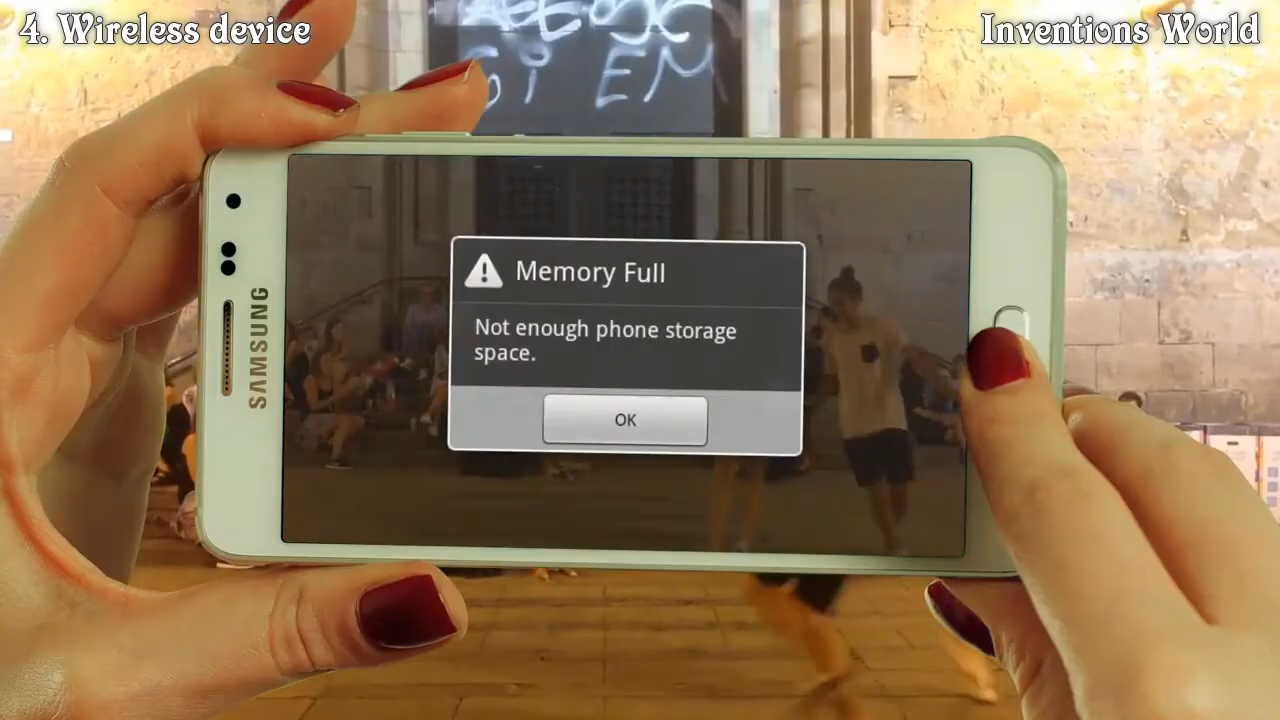 4. Wireless device
Inventions World
SAMSUNG
Memory Full
Not enough phone storage
space.
OK